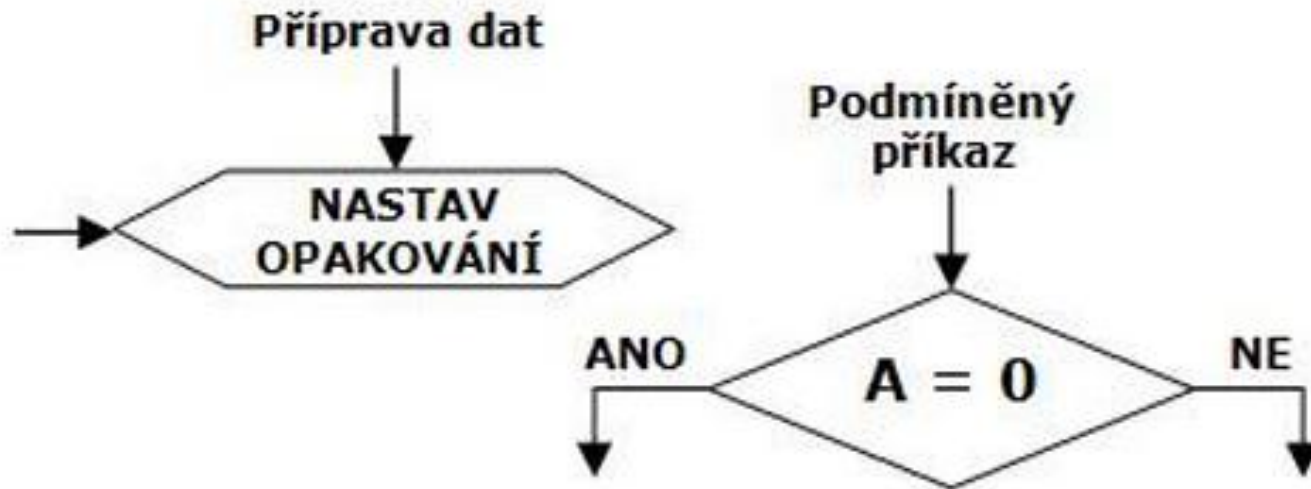 Příprava dat
NASTAV
OPAKOVÁNÍ
Podmíněný
příkaz
ANO
A = 0
NE